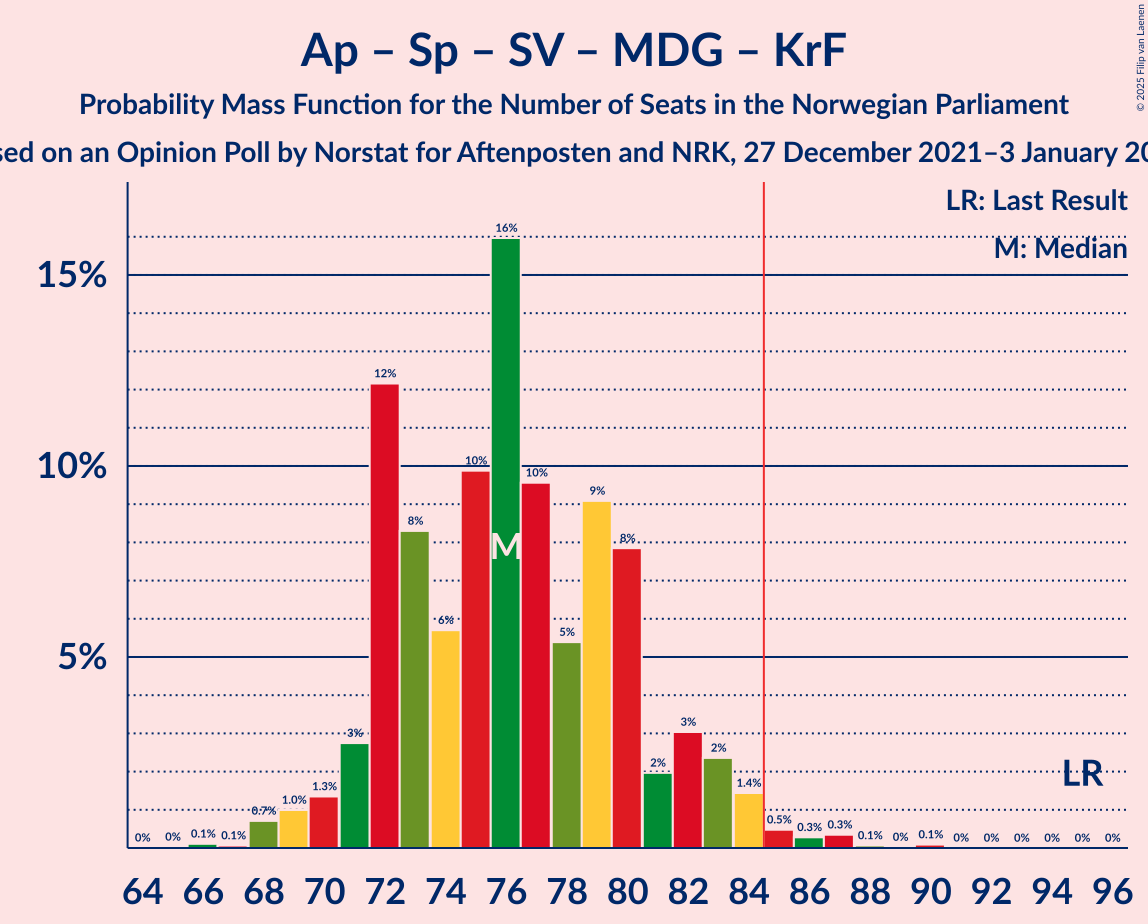 Ap – Sp – SV – MDG – KrF
Probability Mass Function for the Number of Seats in the Norwegian Parliament
on an Opinion Poll by Norstat for Aftenposten and NRK, 27 December 2021–3 January
© 2025 Filip van Laenen
LR: Last Result
M: Median
15%
10%
5%
0% 0% 0.1% 0.1% 0.7% 1.0% 1.3% 3% 12% 8% 6% 10% 16% 10% 5% 9% 8% 2% 3% 2% 1.4% 0.5% 0.3% 0.3% 0.1% 0% 0.1% 0% 0% 0% 0% 0% 0%
M
LR
64 66 68 70 72 74 76 78 80 82 84 86 88 90 92 94 96